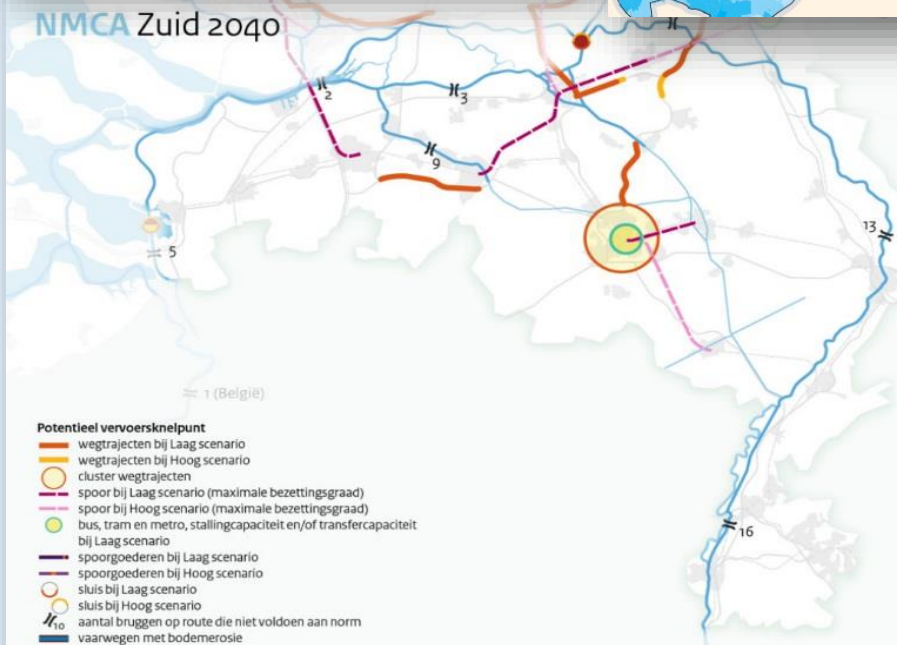 NMCA Zuid 2040
2
3
9
5
13
1 (België)
16
Potentieel vervoersknelpunt
wegtrajecten bij Laag scenario
wegtrajecten bij Hoog scenario
cluster wegtrajecten
spoor bij Laag scenario (maximale bezettingsgraad)
spoor bij Hoog scenario (maximale bezettingsgraad)
bus, tram en metro, stallingcapaciteit en/of transfercapaciteit
bij Laag scenario
spoorgoederen bij Laag scenario
spoorgoederen bij Hoog scenario
sluis bij Laag scenario
sluis bij Hoog scenario
10 aantal bruggen op route die niet voldoen aan norm
vaarwegen met bodemerosie